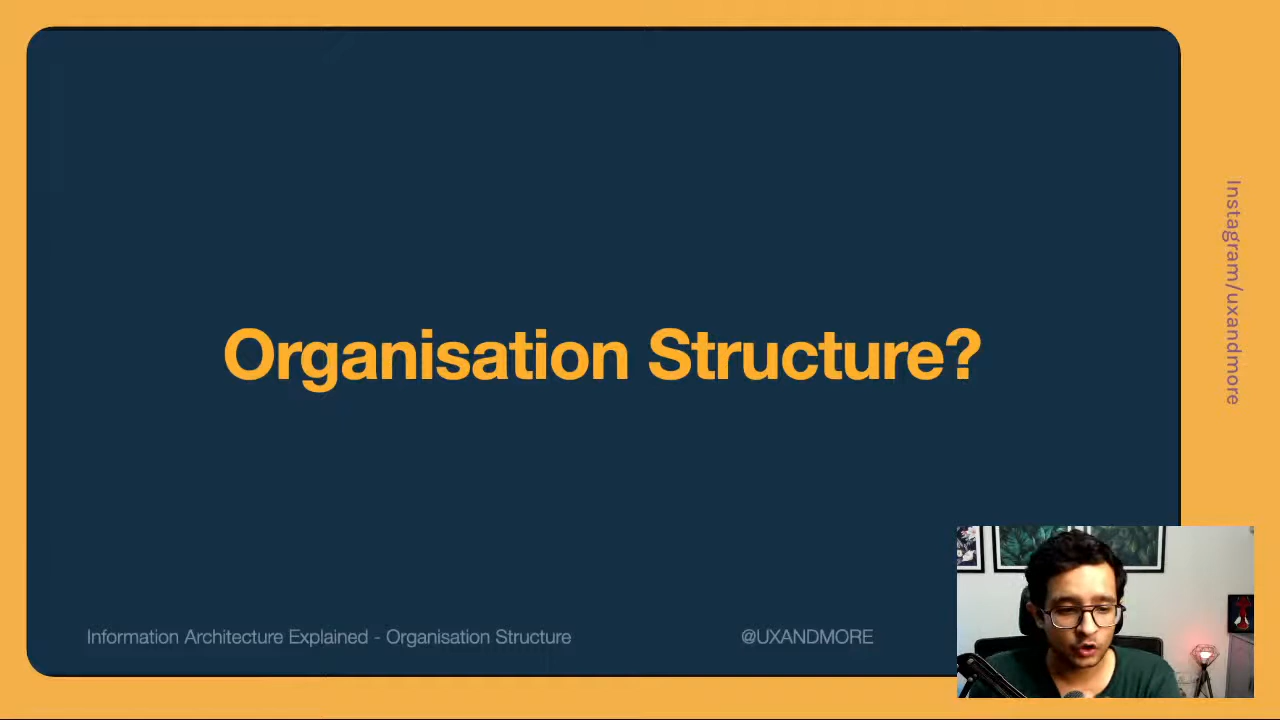 Organisation Structure?
Instagram/uxandmore
Information Architecture Explained - Organisation Structure
@UXANDMORE